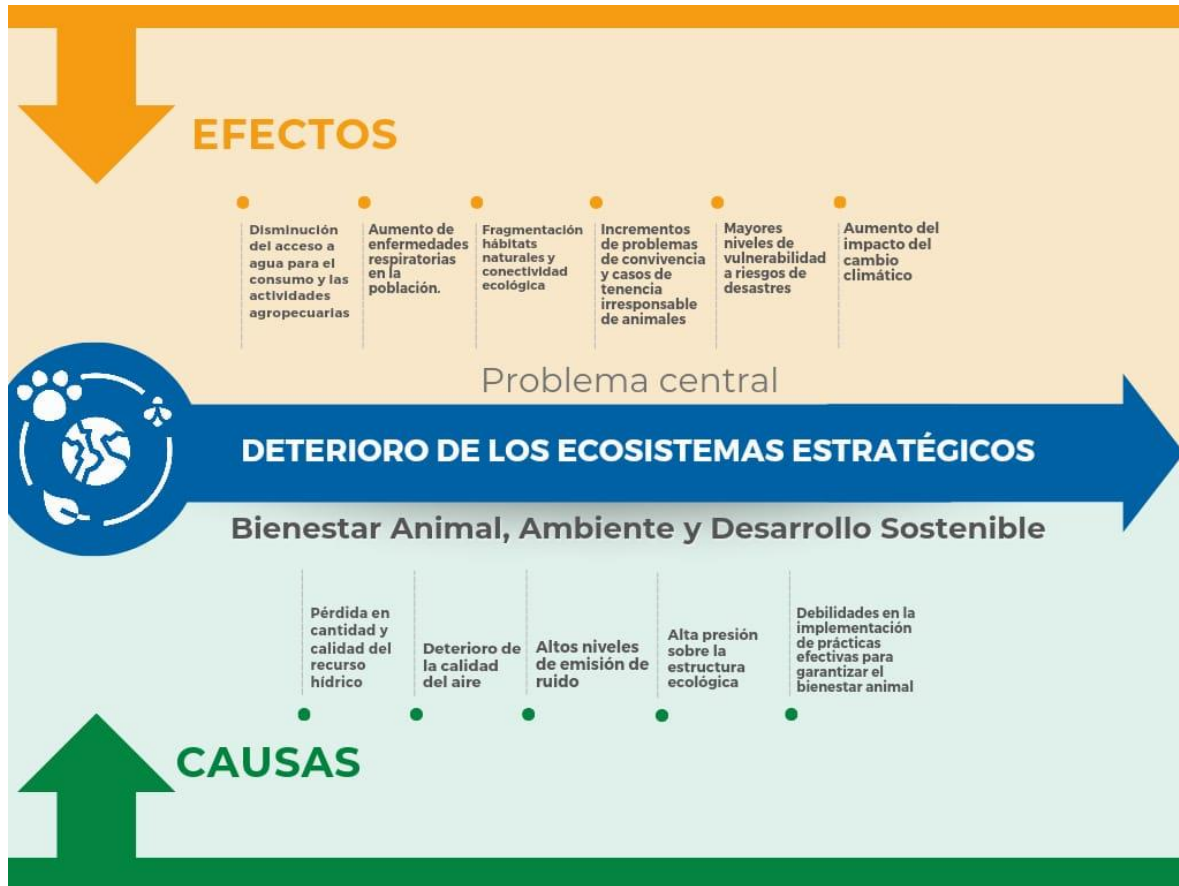 EFECTOS
Disminución
del acceso a
agua para el
consumo y las
actividades
agropecuarias
Aumento de
enfermedades
respiratorias
en la
población.
Fragmentación
hábitats
naturales y
conectividad
ecológica
Incrementos
de problemas
de convivencia
y casos de
tenencia
irresponsable
de animales
Mayores
niveles de
vulnerabilidad
a riesgos de
desastres
Aumento del
impacto del
cambio
climático
Problema central
DETERIORO DE LOS ECOSISTEMAS ESTRATÉGICOS
Bienestar Animal, Ambiente y Desarrollo Sostenible
Pérdida en
cantidad y
calidad del
recurso
hídrico
Deterioro de
la calidad
del aire
Altos niveles
de emisión de
ruido
Alta presión
sobre la
estructura
ecológica
Debilidades en la
implementación
de prácticas
efectivas para
garantizar el
bienestar animal
CAUSAS